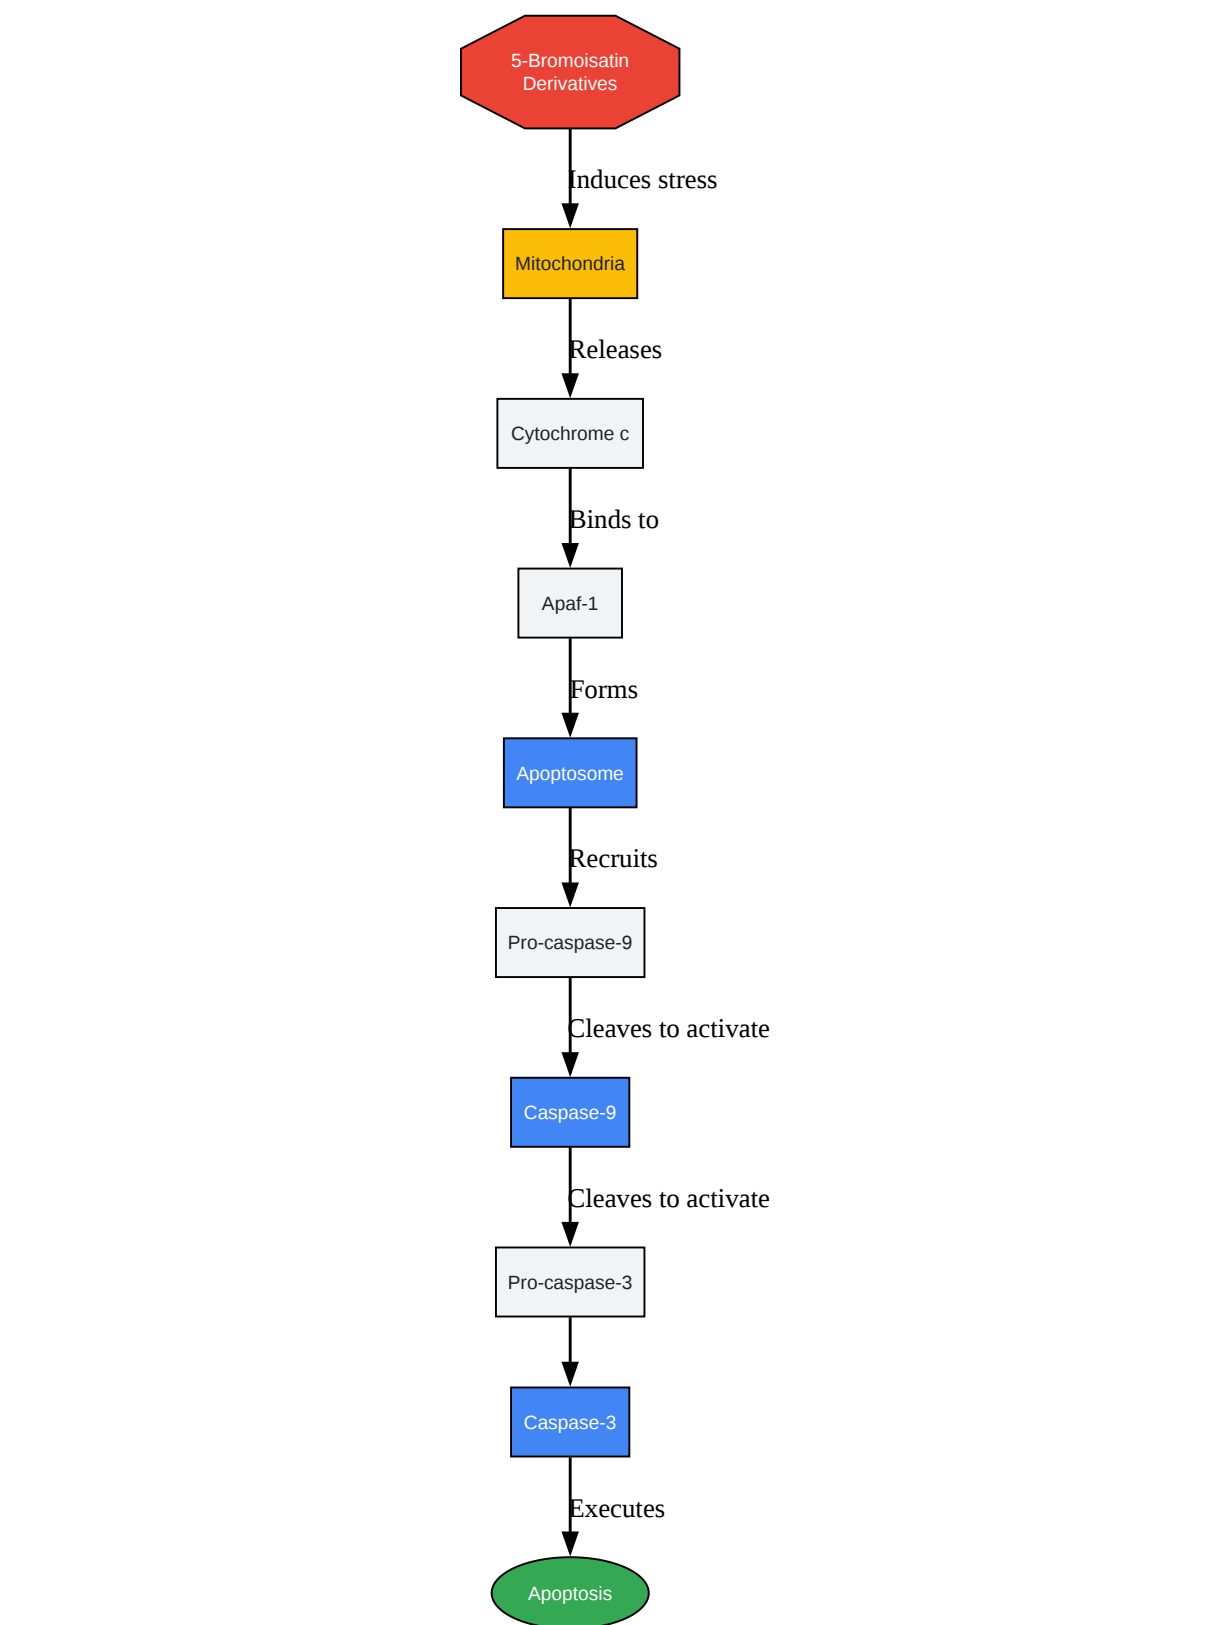 5-Bromoisatin
Derivatives
Induces stress
Mitochondria
Releases
Cytochrome c
Binds to
Apaf-1
Forms
Apoptosome
Recruits
Pro-caspase-9
Cleaves to activate
Caspase-9
Cleaves to activate
Pro-caspase-3
Caspase-3
Executes
Apoptosis